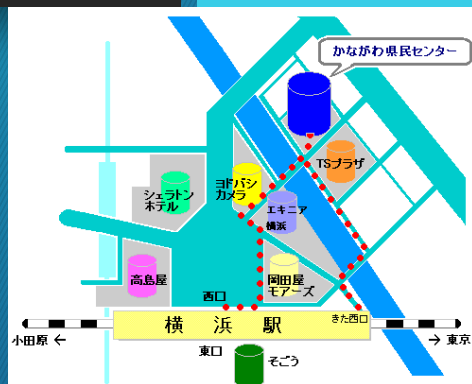 かながわ県民センター
TSプラザ
ヨドバシ
カメラ
シェラトン
ホテル
エキニア
横浜
高島屋
岡田屋
モアーズ
西口
きた西口
横浜駅
小田原 ←
→ 東京
東口
そごう